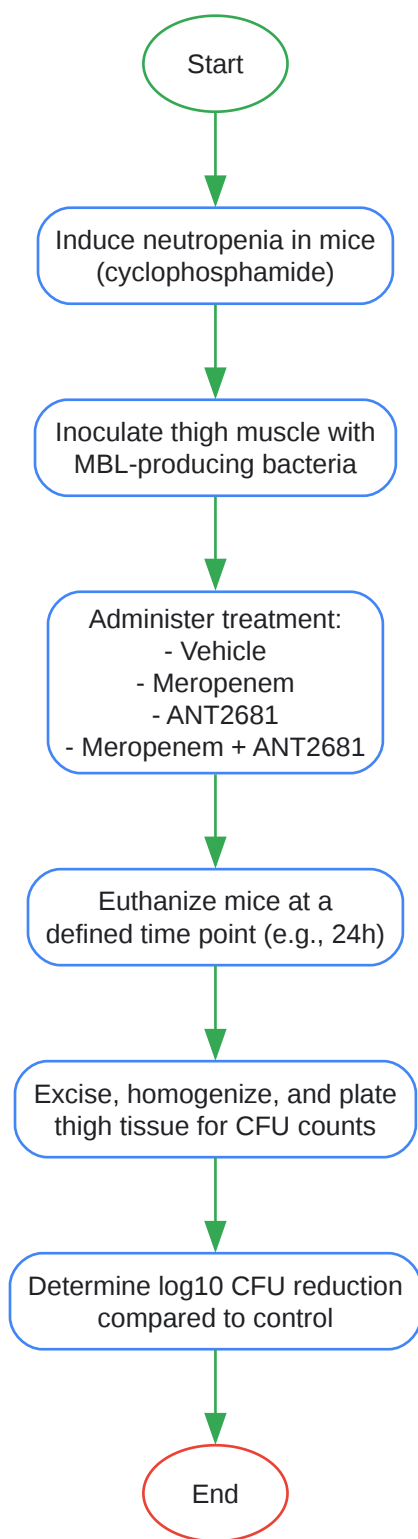 Start
Induce neutropenia in mice
(cyclophosphamide)
Inoculate thigh muscle with
MBL-producing bacteria
Administer treatment:
- Vehicle
- Meropenem
- ANT2681
- Meropenem + ANT2681
Euthanize mice at a
defined time point (e.g., 24h)
Excise, homogenize, and plate
thigh tissue for CFU counts
Determine log10 CFU reduction
compared to control
End